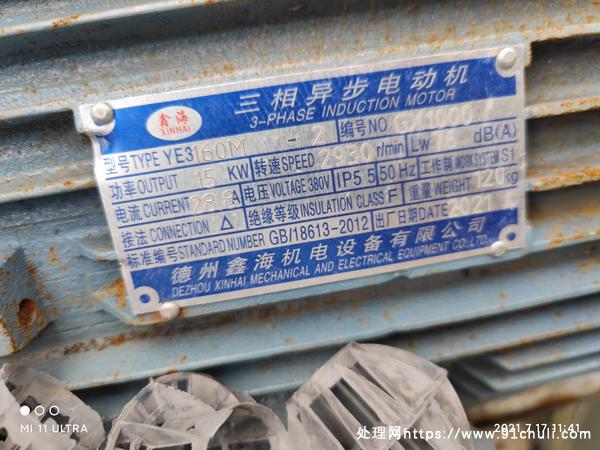 鑫海
XINHAI
三相异步电动机
3-PHASE INDUCTION MOTOR
型号TYPE YE3160M - 2 编号NO GX1000
功率OUTPUT 15 KW 转速SPEED 2930 r/min Lw dB(A)
电流CURRENT A 电压VOLTAGE 380V IP55 50Hz 工作制WORK SYSTEM S1
接法CONNECTION △ 绝缘等级INSULATION CLASS F 重量WEIGHT 120kg
标准编号STANDARD NUMBER GB/18613-2012 出厂日期DATE 2021
德州鑫海机电设备有限公司
DEZHOU XINHAI MECHANICAL AND ELECTRICAL EQUIPMENT CO.,LTD.
MI 11 ULTRA
2021.7.17 11:41
处理网https://www.91chuli.com/